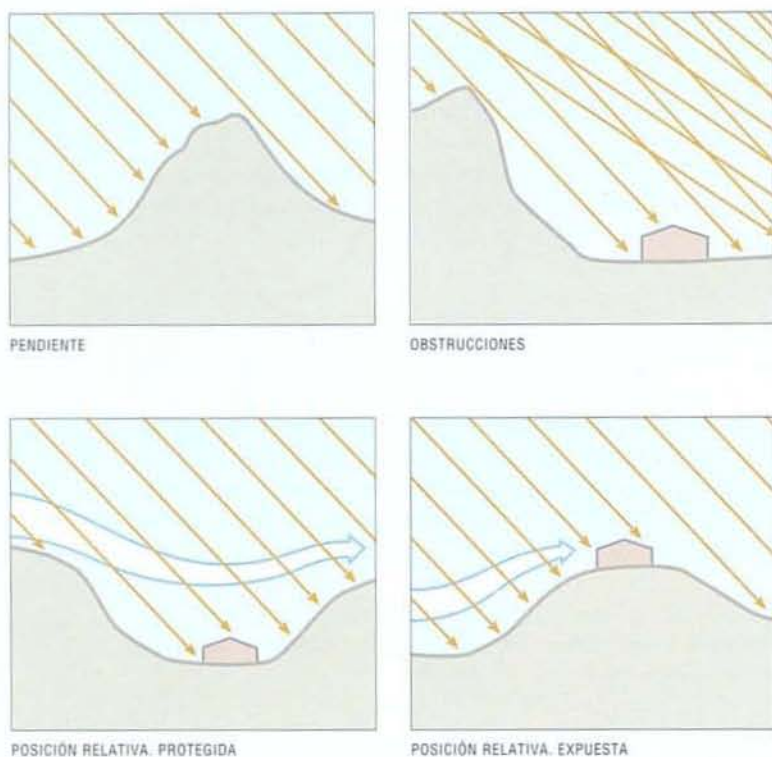 PENDIENTE
OBSTRUCCIONES
POSICIÓN RELATIVA. PROTEGIDA
POSICIÓN RELATIVA. EXPUESTA